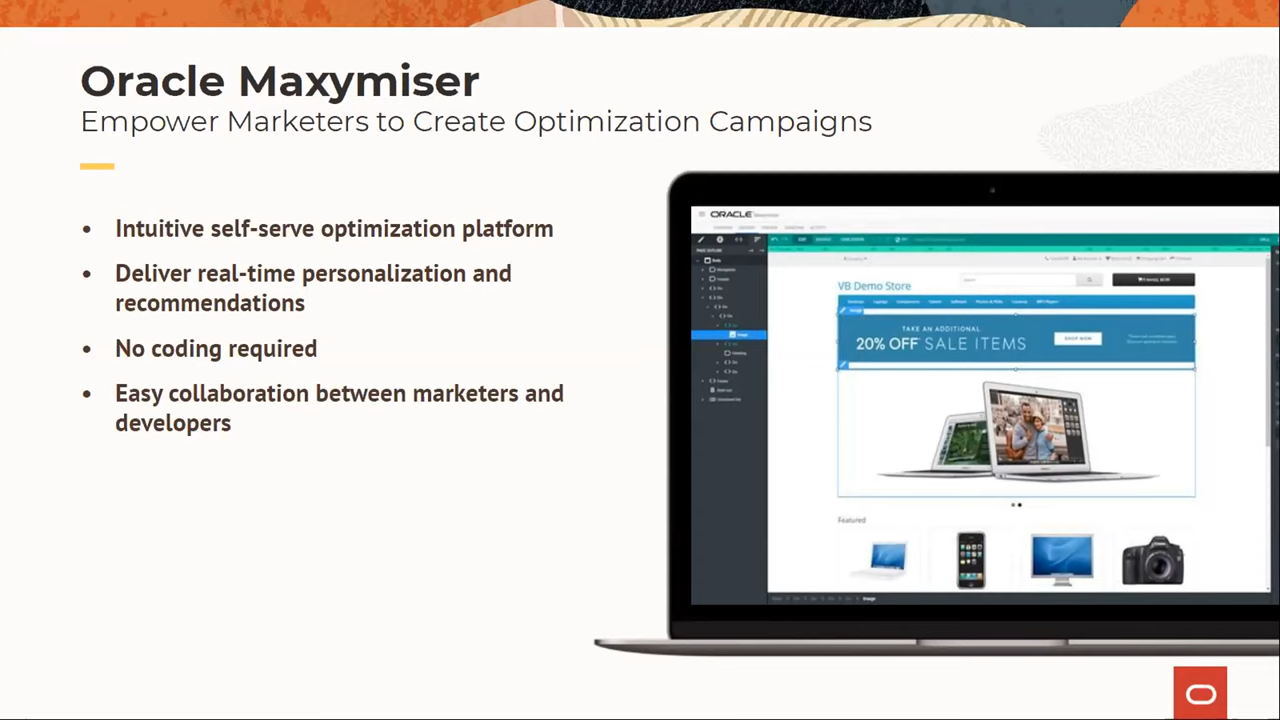 Oracle Maxymiser
Empower Marketers to Create Optimization Campaigns
• Intuitive self-serve optimization platform
• Deliver real-time personalization and
recommendations
• No coding required
• Easy collaboration between marketers and
developers
ORACLE Maxymiser
VB Demo Store
TAKE AN ADDITIONAL
20% OFF SALE ITEMS
SHOP NOW
Featured